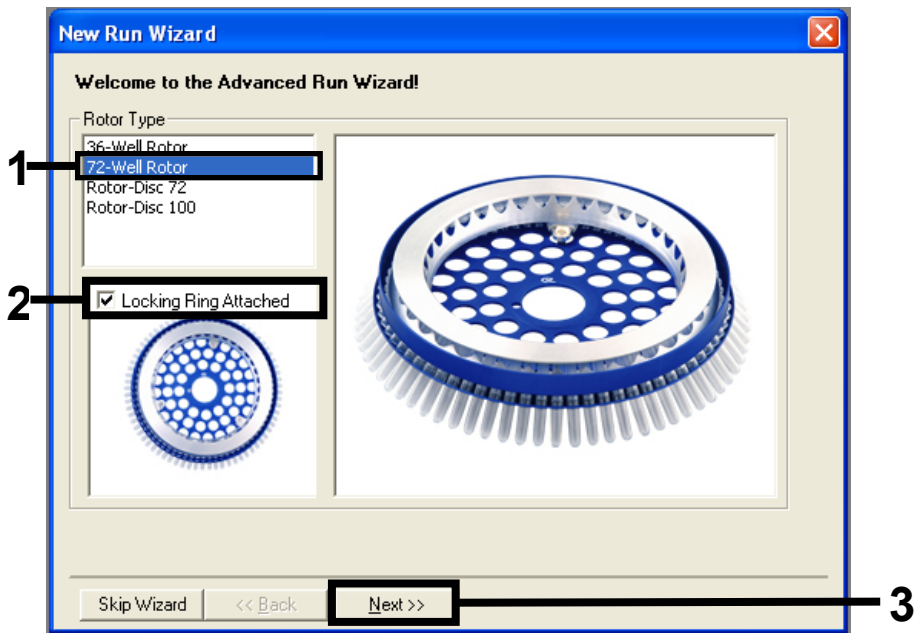 New Run Wizard
Welcome to the Advanced Run Wizard!
Rotor Type
36-Well Rotor
1
72-Well Rotor
Rotor-Disc 72
Rotor-Disc 100
2
Locking Ring Attached
Skip Wizard
<< Back
Next >>
3